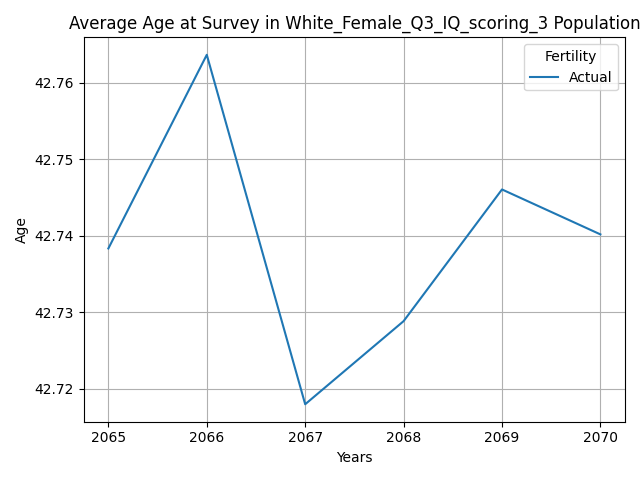 Average Age at Survey in White_Female_Q3_IQ_scoring_3 Population
Fertility
Actual
42.76
42.75
42.74
42.73
42.72
Age
2065 2066 2067 2068 2069 2070
Years